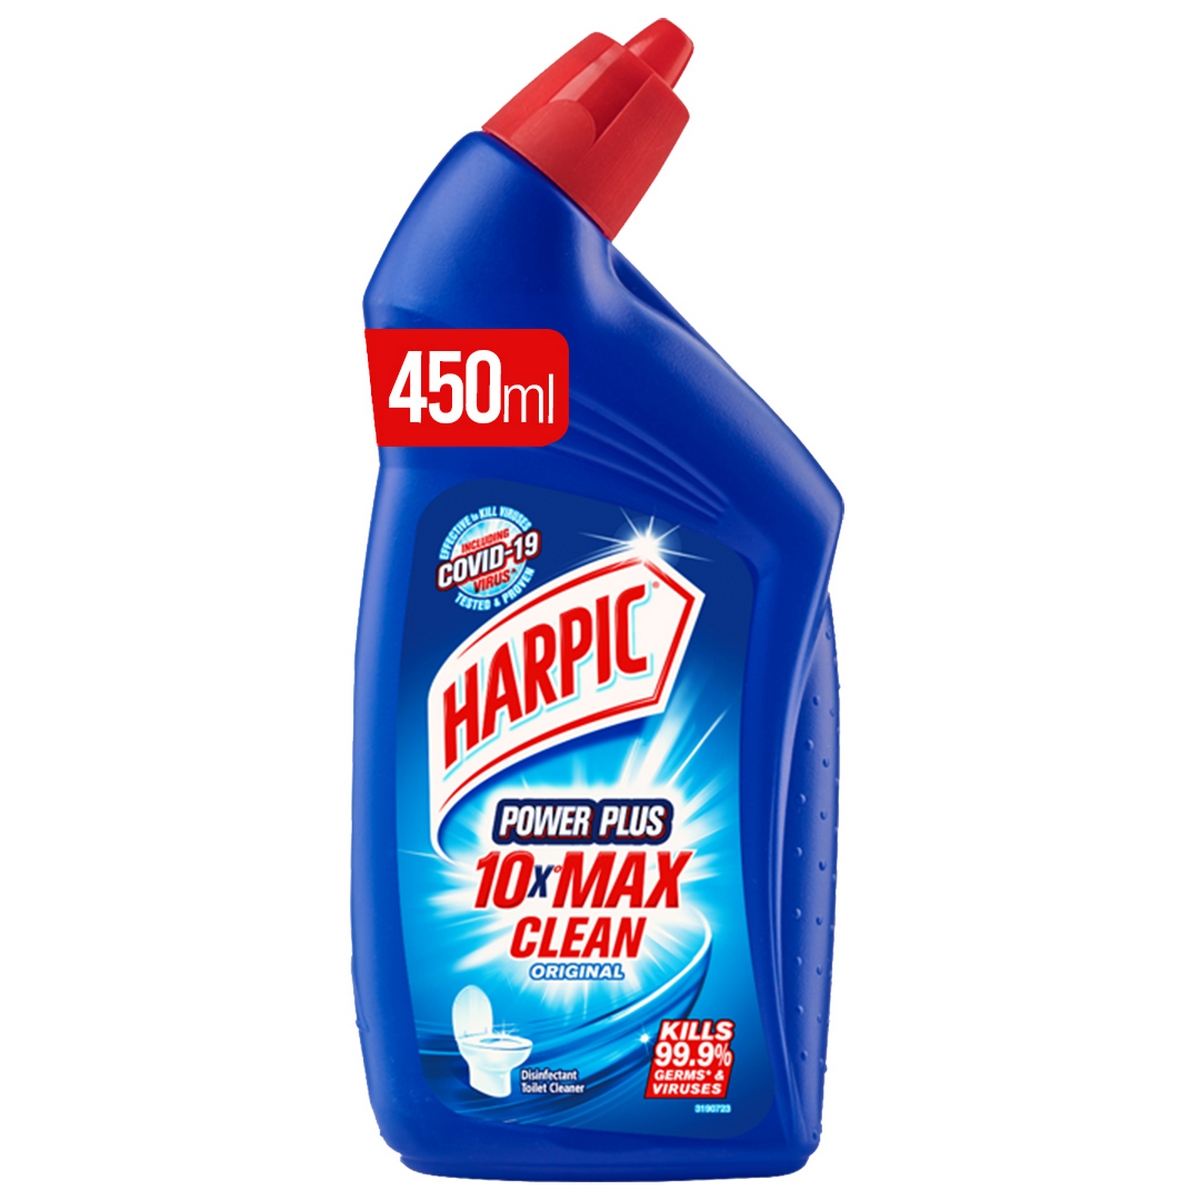 450ml
EFFECTIVE to KILL VIRUSES
INCLUDING
COVID-19
VIRUS*
TESTED & PROVEN
HARPIC®
POWER PLUS
10x°MAX
CLEAN
ORIGINAL
Disinfectant
Toilet Cleaner
KILLS
99.9%
GERMS* &
VIRUSES
3190723